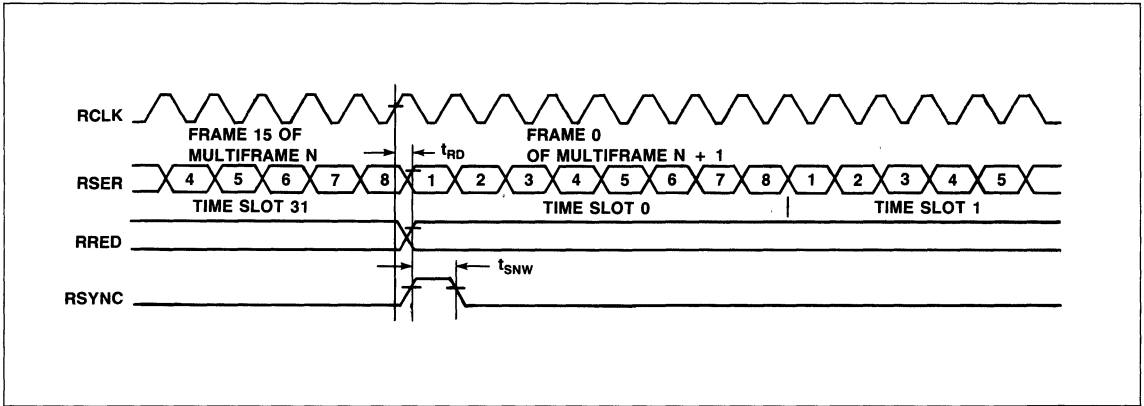 RCLK
FRAME 15 OF
MULTIFRAME N
FRAME 0
OF MULTIFRAME N + 1
tRD
RSER
4 5 6 7 8 1 2 3 4 5 6 7 8 1 2 3 4 5
TIME SLOT 31
TIME SLOT 0
TIME SLOT 1
RRED
tSNW
RSYNC